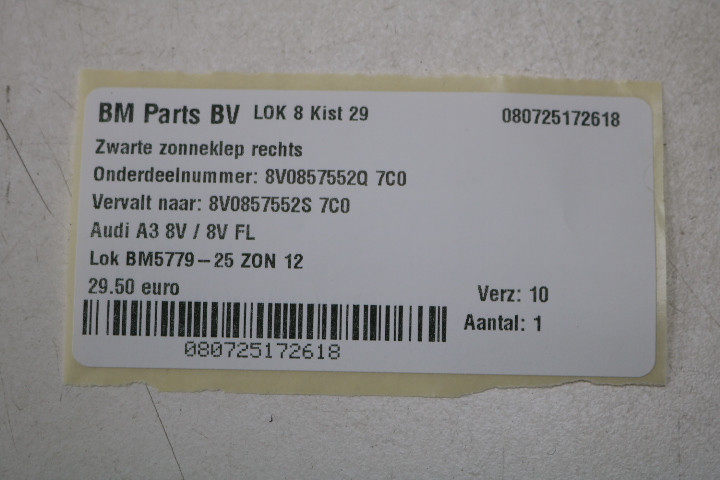 BM Parts BV LOK 8 Kist 29 080725172618
Zwarte zonneklep rechts
Onderdeelnummer: 8V0857552Q 7C0
Vervalt naar: 8V0857552S 7C0
Audi A3 8V / 8V FL
Lok BM5779-25 ZON 12
29.50 euro
Verz: 10
Aantal: 1
080725172618